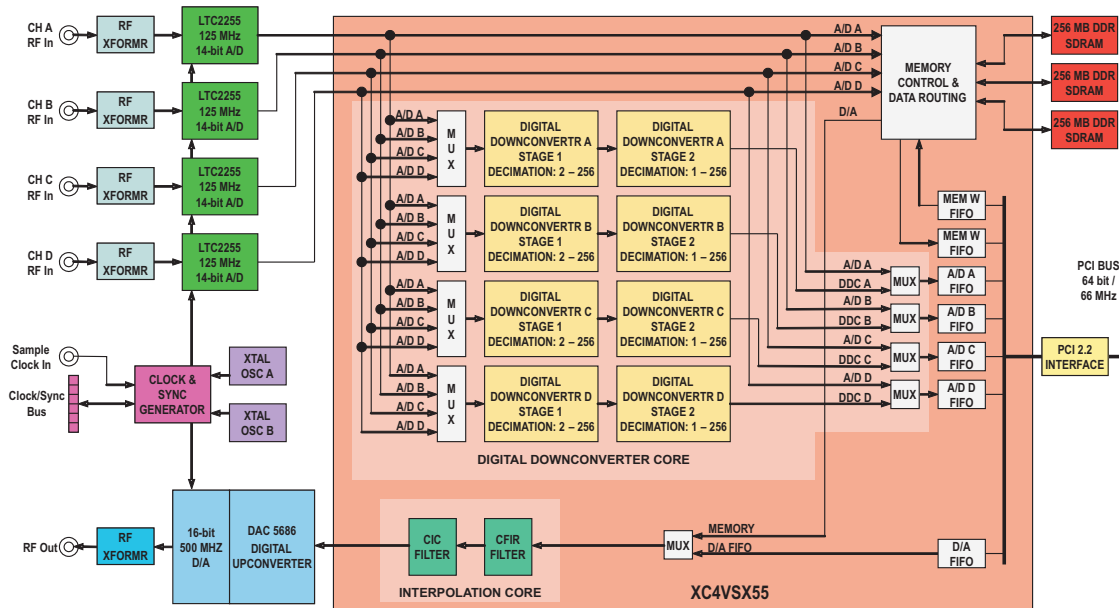 CH A
RF In
RF
XFORMR
LTC2255
125 MHz
14-bit A/D
CH B
RF In
RF
XFORMR
LTC2255
125 MHz
14-bit A/D
CH C
RF In
RF
XFORMR
LTC2255
125 MHz
14-bit A/D
CH D
RF In
RF
XFORMR
LTC2255
125 MHz
14-bit A/D
Sample
Clock In
Clock/Sync
Bus
CLOCK &
SYNC
GENERATOR
XTAL
OSC A
XTAL
OSC B
RF Out
RF
XFORMR
16-bit
500 MHZ
D/A
DAC 5686
DIGITAL
UPCONVERTER
A/D A
A/D B
A/D C
A/D D
D/A
MEMORY
CONTROL &
DATA ROUTING
256 MB DDR
SDRAM
256 MB DDR
SDRAM
256 MB DDR
SDRAM
A/D A
A/D B
A/D C
A/D D
M
U
X
DIGITAL
DOWNCONVERTR A
STAGE 1
DECIMATION: 2 – 256
DIGITAL
DOWNCONVERTR A
STAGE 2
DECIMATION: 1 – 256
A/D A
A/D B
A/D C
A/D D
M
U
X
DIGITAL
DOWNCONVERTR B
STAGE 1
DECIMATION: 2 – 256
DIGITAL
DOWNCONVERTR B
STAGE 2
DECIMATION: 1 – 256
A/D A
A/D B
A/D C
A/D D
M
U
X
DIGITAL
DOWNCONVERTR C
STAGE 1
DECIMATION: 2 – 256
DIGITAL
DOWNCONVERTR C
STAGE 2
DECIMATION: 1 – 256
A/D A
A/D B
A/D C
A/D D
M
U
X
DIGITAL
DOWNCONVERTR D
STAGE 1
DECIMATION: 2 – 256
DIGITAL
DOWNCONVERTR D
STAGE 2
DECIMATION: 1 – 256
DIGITAL DOWNCONVERTER CORE
MEM W
FIFO
MEM W
FIFO
A/D A
DDC A
MUX
A/D A
FIFO
A/D B
DDC B
MUX
A/D B
FIFO
A/D C
DDC C
MUX
A/D C
FIFO
A/D D
DDC D
MUX
A/D D
FIFO
PCI BUS
64 bit /
66 MHz
PCI 2.2
INTERFACE
CIC
FILTER
CFIR
FILTER
INTERPOLATION CORE
MUX
MEMORY
D/A FIFO
D/A
FIFO
XC4VSX55